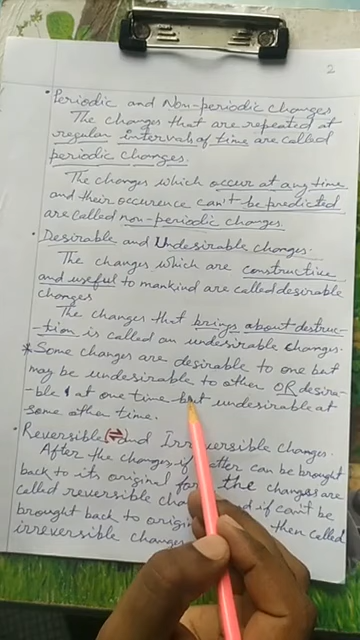 2
• Periodic and Non-periodic changes
The changes that are repeated at
regular intervals of time are called
periodic changes.
The changes which occur at any time
and their occurence can't be predicted
are called non-periodic changes.
• Desirable and Undesirable changes.
The changes which are constructive
and useful to mankind are called desirable
changes
The changes that brings about destruc-
-tion is called an undesirable changes.
* Some changes are desirable to one but
may be undesirable to other OR desira-
-ble at one time but undesirable at
some other time.
• Reversible (⇌) and Irreversible changes.
After the changes, if matter can be brought
back to its original form the changes are
called reversible and if can't be
brought back to then called
irreversible changes